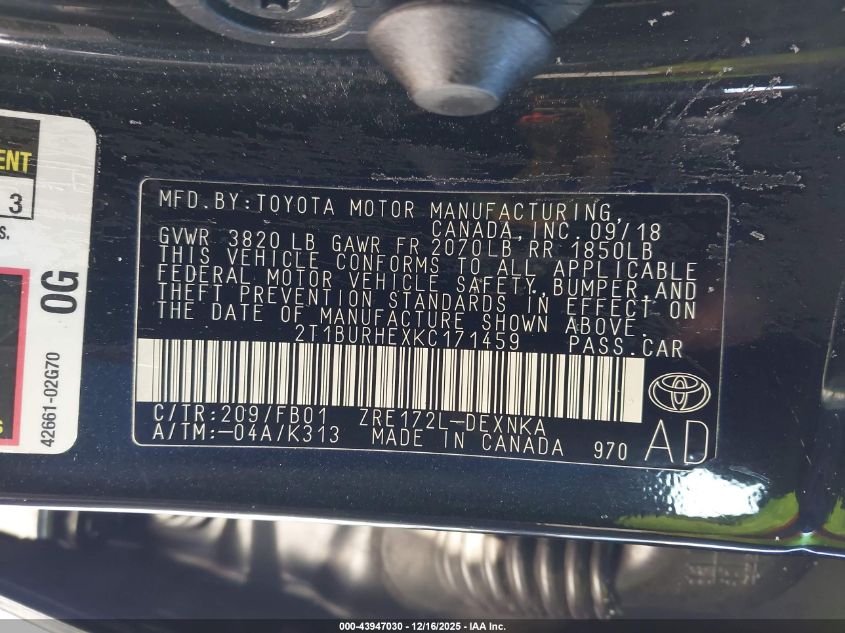 MFD. BY: TOYOTA MOTOR MANUFACTURING,
CANADA, INC. 09/18
GVWR 3820 LB GAWR FR 2070LB RR 1850LB
THIS VEHICLE CONFORMS TO ALL APPLICABLE
FEDERAL MOTOR VEHICLE SAFETY, BUMPER AND
THEFT PREVENTION STANDARDS IN EFFECT ON
THE DATE OF MANUFACTURE SHOWN ABOVE.
2T1BURHEXKC171459 PASS.CAR
C/TR: 209/FB01 ZRE172L-DEXNKA
A/TM:-04A/K313 MADE IN CANADA 970 AD
ENT
3
S.
0G
42661-02G70
s
000-43947030 - 12/16/2025 - IAA Inc.